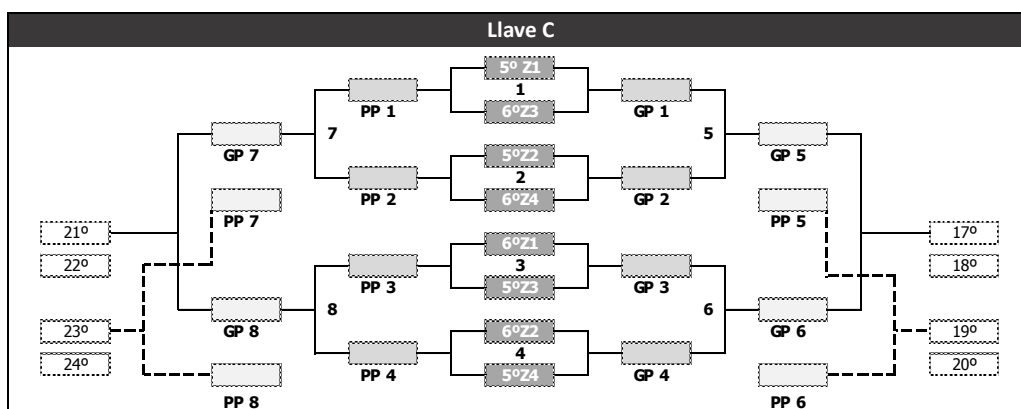 Llave C
5º Z1
1
6ºZ3
PP 1
GP 1
7
5
GP 7
GP 5
5ºZ2
2
6ºZ4
PP 2
GP 2
PP 7
PP 5
21º
17º
22º
18º
6ºZ1
3
5ºZ3
PP 3
GP 3
8
6
GP 8
GP 6
23º
19º
24º
20º
6ºZ2
4
5ºZ4
PP 4
GP 4
PP 8
PP 6